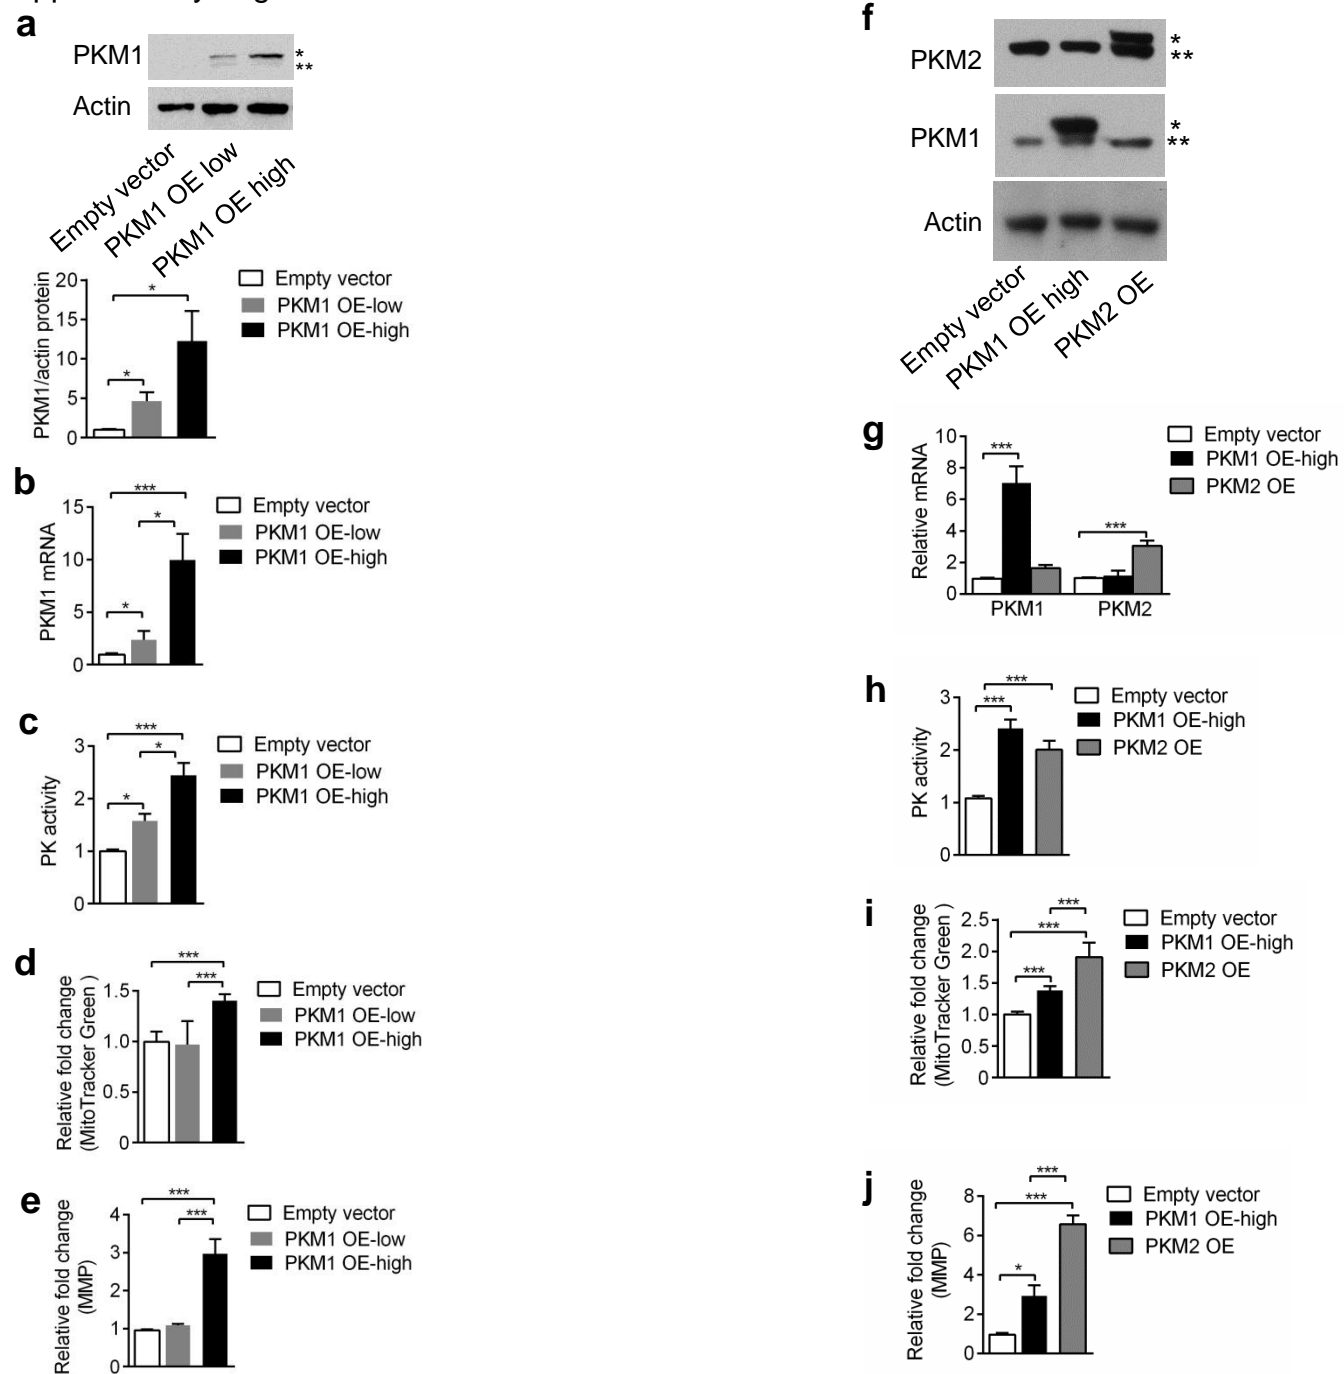 a
PKM1
*
**
Actin
Empty vector
PKM1 OE low
PKM1 OE high
PKM1/actin protein
20
15
10
5
0
*
*
Empty vector
PKM1 OE-low
PKM1 OE-high
b
PKM1 mRNA
15
10
5
0
***
*
*
Empty vector
PKM1 OE-low
PKM1 OE-high
c
PK activity
3
2
1
0
***
*
*
Empty vector
PKM1 OE-low
PKM1 OE-high
d
Relative fold change
(MitoTracker Green )
1.5
1.0
0.5
0
***
***
Empty vector
PKM1 OE-low
PKM1 OE-high
e
Relative fold change
(MMP)
4
3
2
1
0
***
***
Empty vector
PKM1 OE-low
PKM1 OE-high
f
PKM2
*
**
PKM1
*
**
Actin
Empty vector
PKM1 OE high
PKM2 OE
g
Relative mRNA
10
8
6
4
2
0
***
***
PKM1
PKM2
Empty vector
PKM1 OE-high
PKM2 OE
h
PK activity
3
2
1
0
***
***
Empty vector
PKM1 OE-high
PKM2 OE
i
Relative fold change
(MitoTracker Green )
2.5
2.0
1.5
1.0
0.5
0
***
***
***
Empty vector
PKM1 OE-high
PKM2 OE
j
Relative fold change
(MMP)
8
6
4
2
0
***
***
*
Empty vector
PKM1 OE-high
PKM2 OE